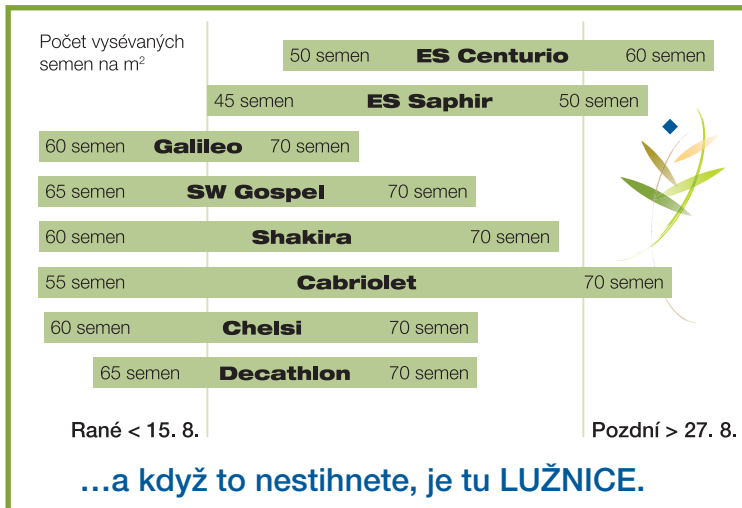 Počet vysévaných
semen na m²
50 semen ES Centurio 60 semen
45 semen ES Saphir 50 semen
60 semen Galileo 70 semen
65 semen SW Gospel 70 semen
60 semen Shakira 70 semen
55 semen Cabriolet 70 semen
60 semen Chelsi 70 semen
65 semen Decathlon 70 semen
Rané < 15. 8. Pozdní > 27. 8.
...a když to nestihnete, je tu LUŽNICE.